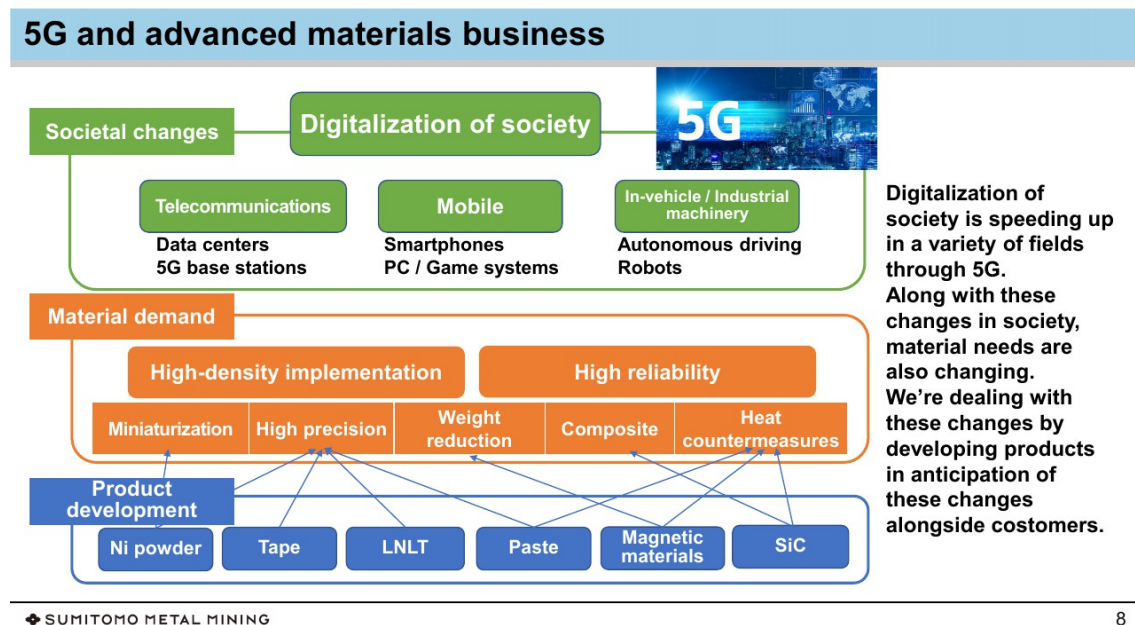 5G and advanced materials business
Societal changes
Digitalization of society
5G
Telecommunications
Data centers
5G base stations
Mobile
Smartphones
PC / Game systems
In-vehicle / Industrial
machinery
Autonomous driving
Robots
Material demand
High-density implementation
High reliability
Miniaturization
High precision
Weight
reduction
Composite
Heat
countermeasures
Product
development
Ni powder
Tape
LNLT
Paste
Magnetic
materials
SiC
Digitalization of
society is speeding up
in a variety of fields
through 5G.
Along with these
changes in society,
material needs are
also changing.
We’re dealing with
these changes by
developing products
in anticipation of
these changes
alongside costomers.
SUMITOMO METAL MINING
8